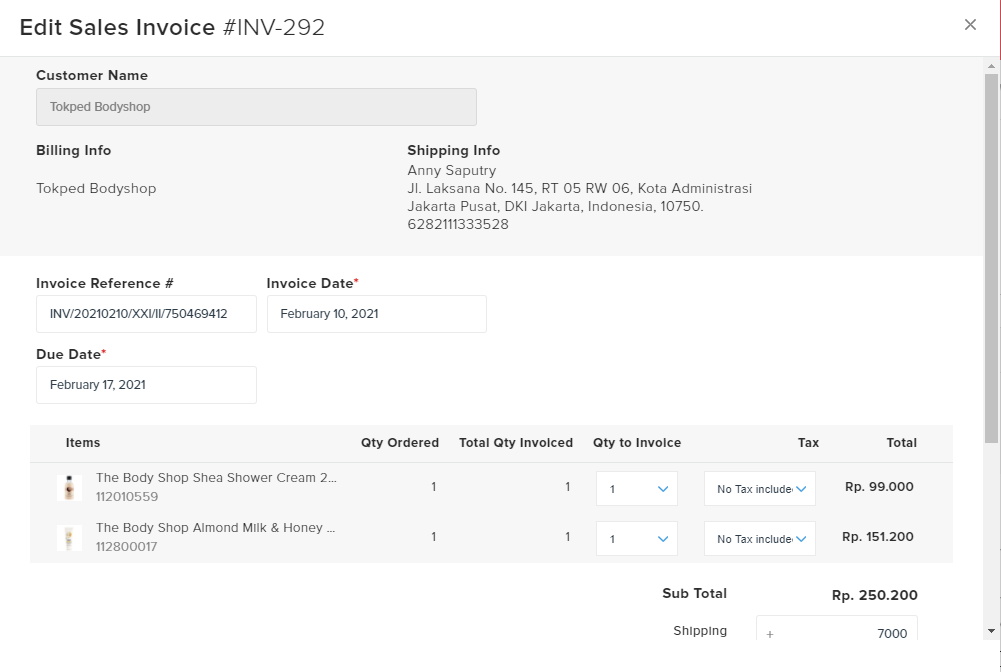 Edit Sales Invoice #INV-292
Customer Name
Tokped Bodyshop
Billing Info
Tokped Bodyshop
Shipping Info
Anny Saputry
Jl. Laksana No. 145, RT 05 RW 06, Kota Administrasi
Jakarta Pusat, DKI Jakarta, Indonesia, 10750.
6282111333528
Invoice Reference # Invoice Date*
INV/20210210/XXI/II/750469412 February 10, 2021
Due Date*
February 17, 2021
Items Qty Ordered Total Qty Invoiced Qty to Invoice Tax Total
The Body Shop Shea Shower Cream 2...
112010559
1 1 1 No Tax include Rp. 99.000
The Body Shop Almond Milk & Honey ...
112800017
1 1 1 No Tax include Rp. 151.200
Sub Total Rp. 250.200
Shipping + 7000